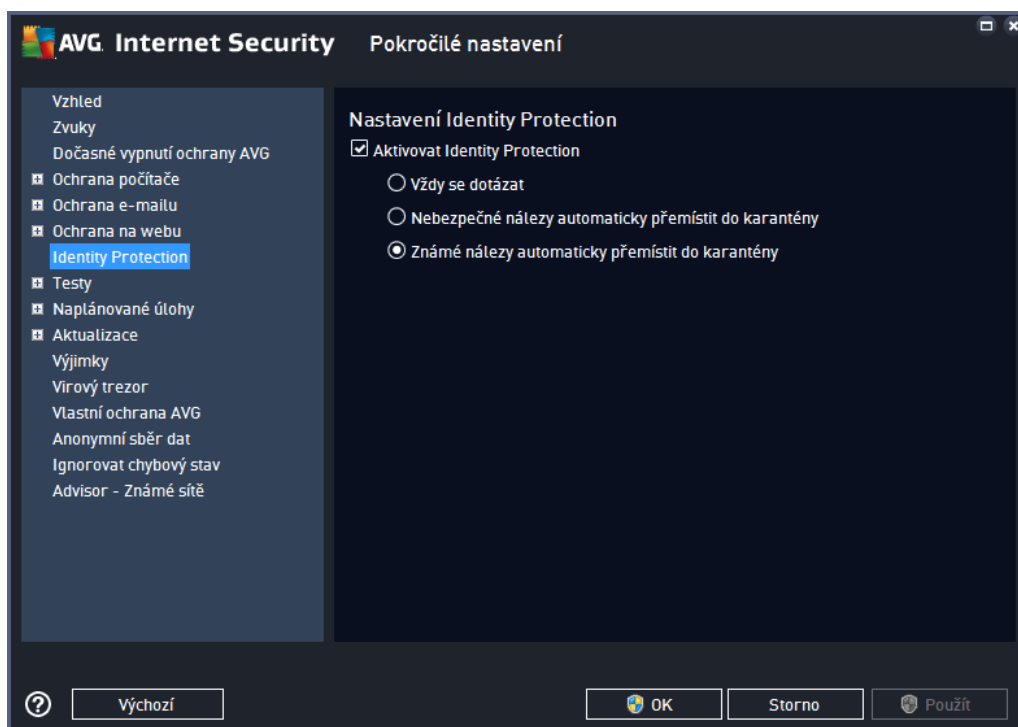 AVG. Internet Security Pokročilé nastavení
Vzhled
Zvuky
Dočasné vypnutí ochrany AVG
Ochrana počítače
Ochrana e-mailu
Ochrana na webu
Identity Protection
Testy
Naplánované úlohy
Aktualizace
Výjimky
Virový trezor
Vlastní ochrana AVG
Anonymní sběr dat
Ignorovat chybový stav
Advisor - Známé sítě
Nastavení Identity Protection
Aktivovat Identity Protection
Vždy se dotázat
Nebezpečné nálezy automaticky přemístit do karantény
Známé nálezy automaticky přemístit do karantény
Výchozí
OK
Storno
Použít